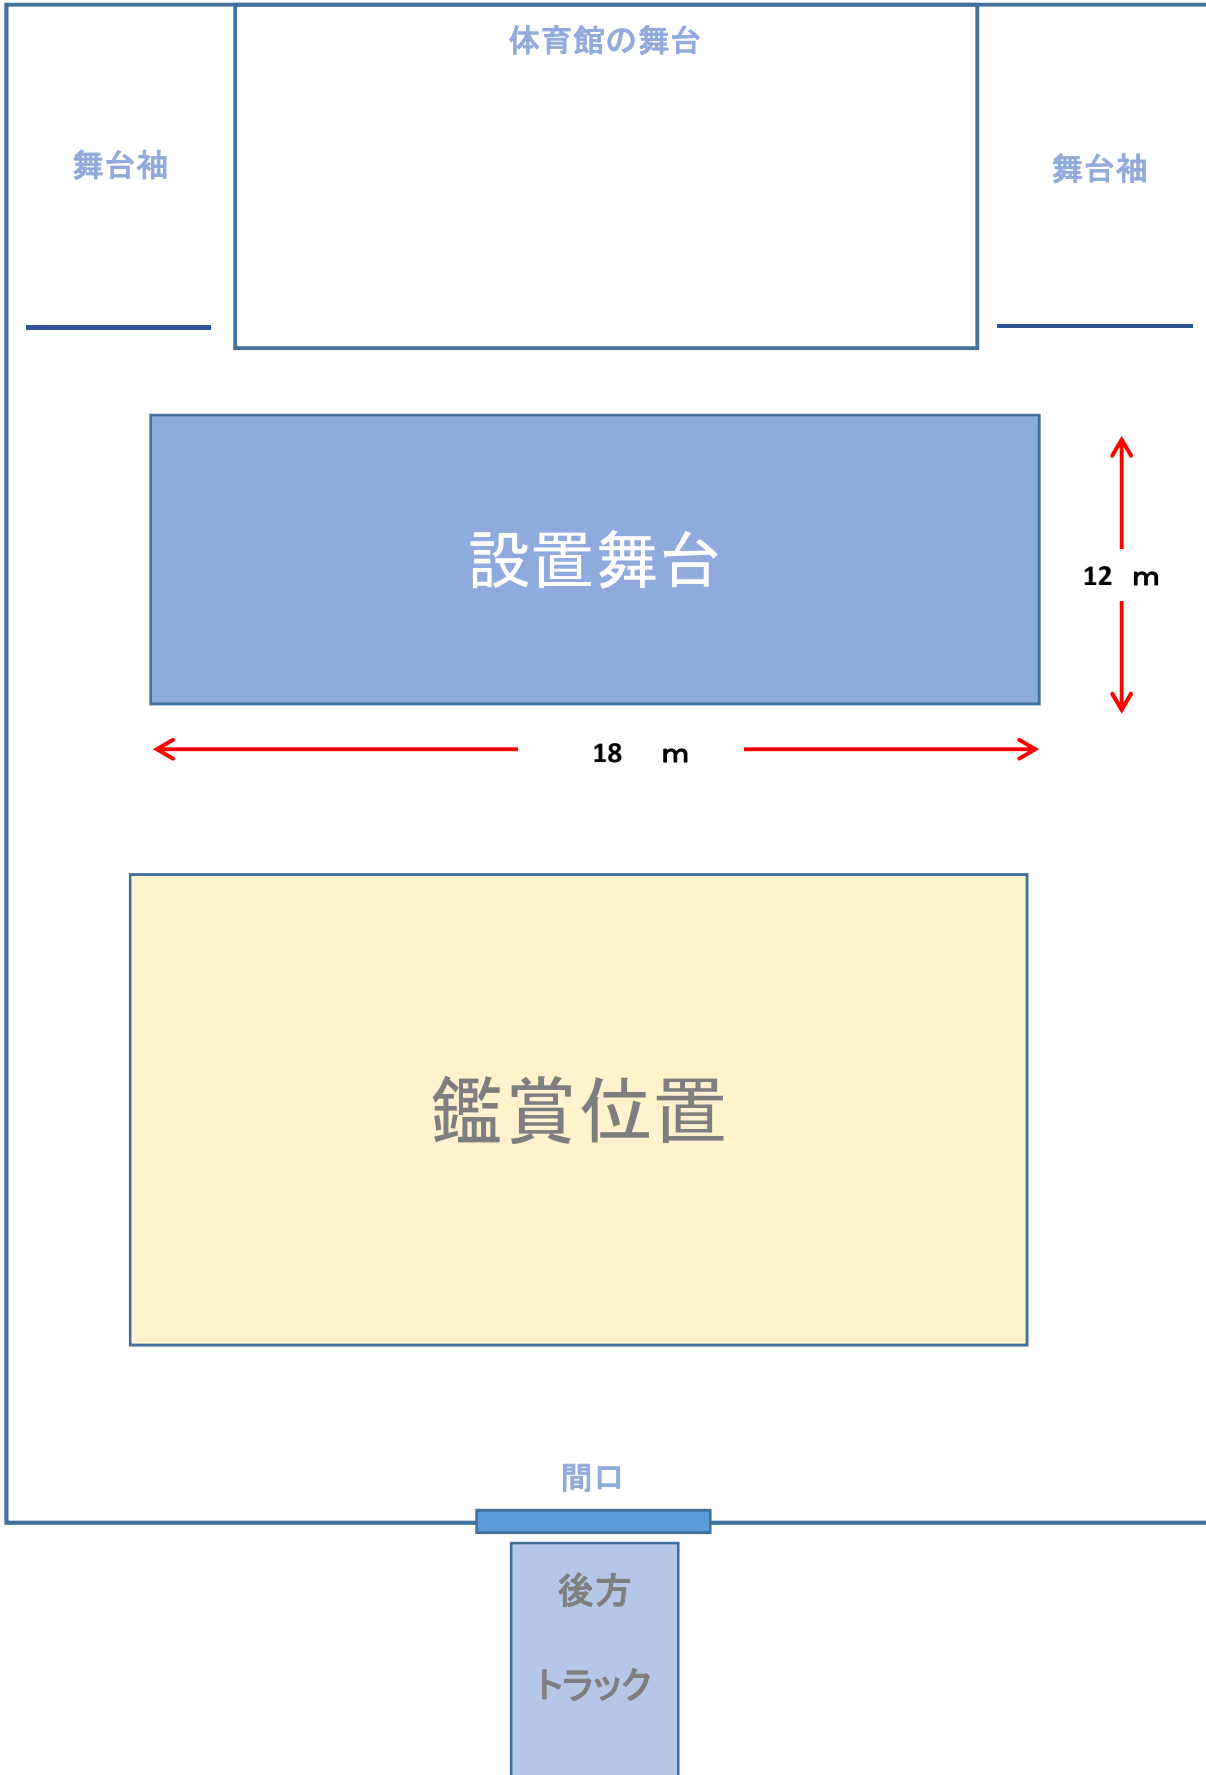 体育館の舞台
舞台袖
舞台袖
設置舞台
12 ｍ
18 ｍ
鑑賞位置
間口
後方
トラック